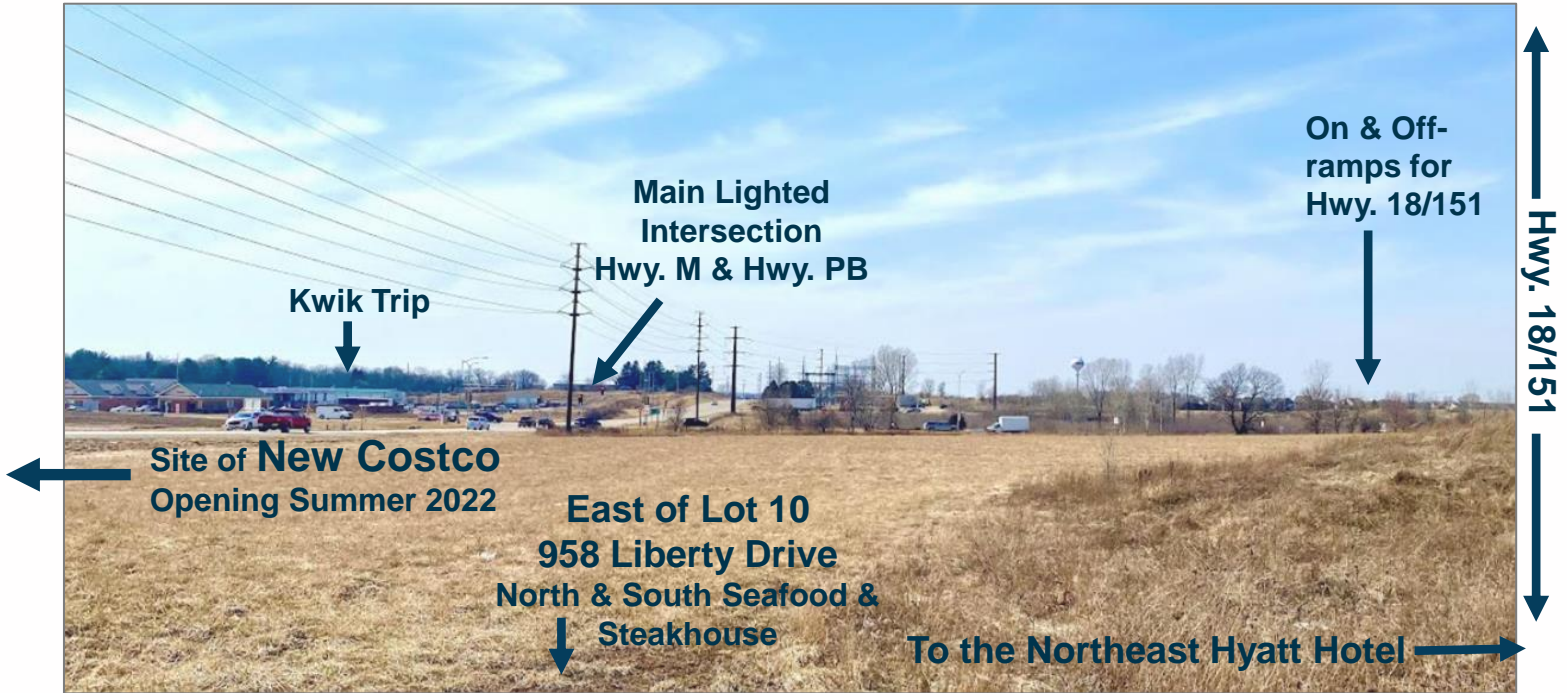 On & Off-
ramps for
Hwy. 18/151
Main Lighted
Intersection
Hwy. M & Hwy. PB
Kwik Trip
Hwy. 18/151
Site of New Costco
Opening Summer 2022
East of Lot 10
958 Liberty Drive
North & South Seafood &
Steakhouse
To the Northeast Hyatt Hotel